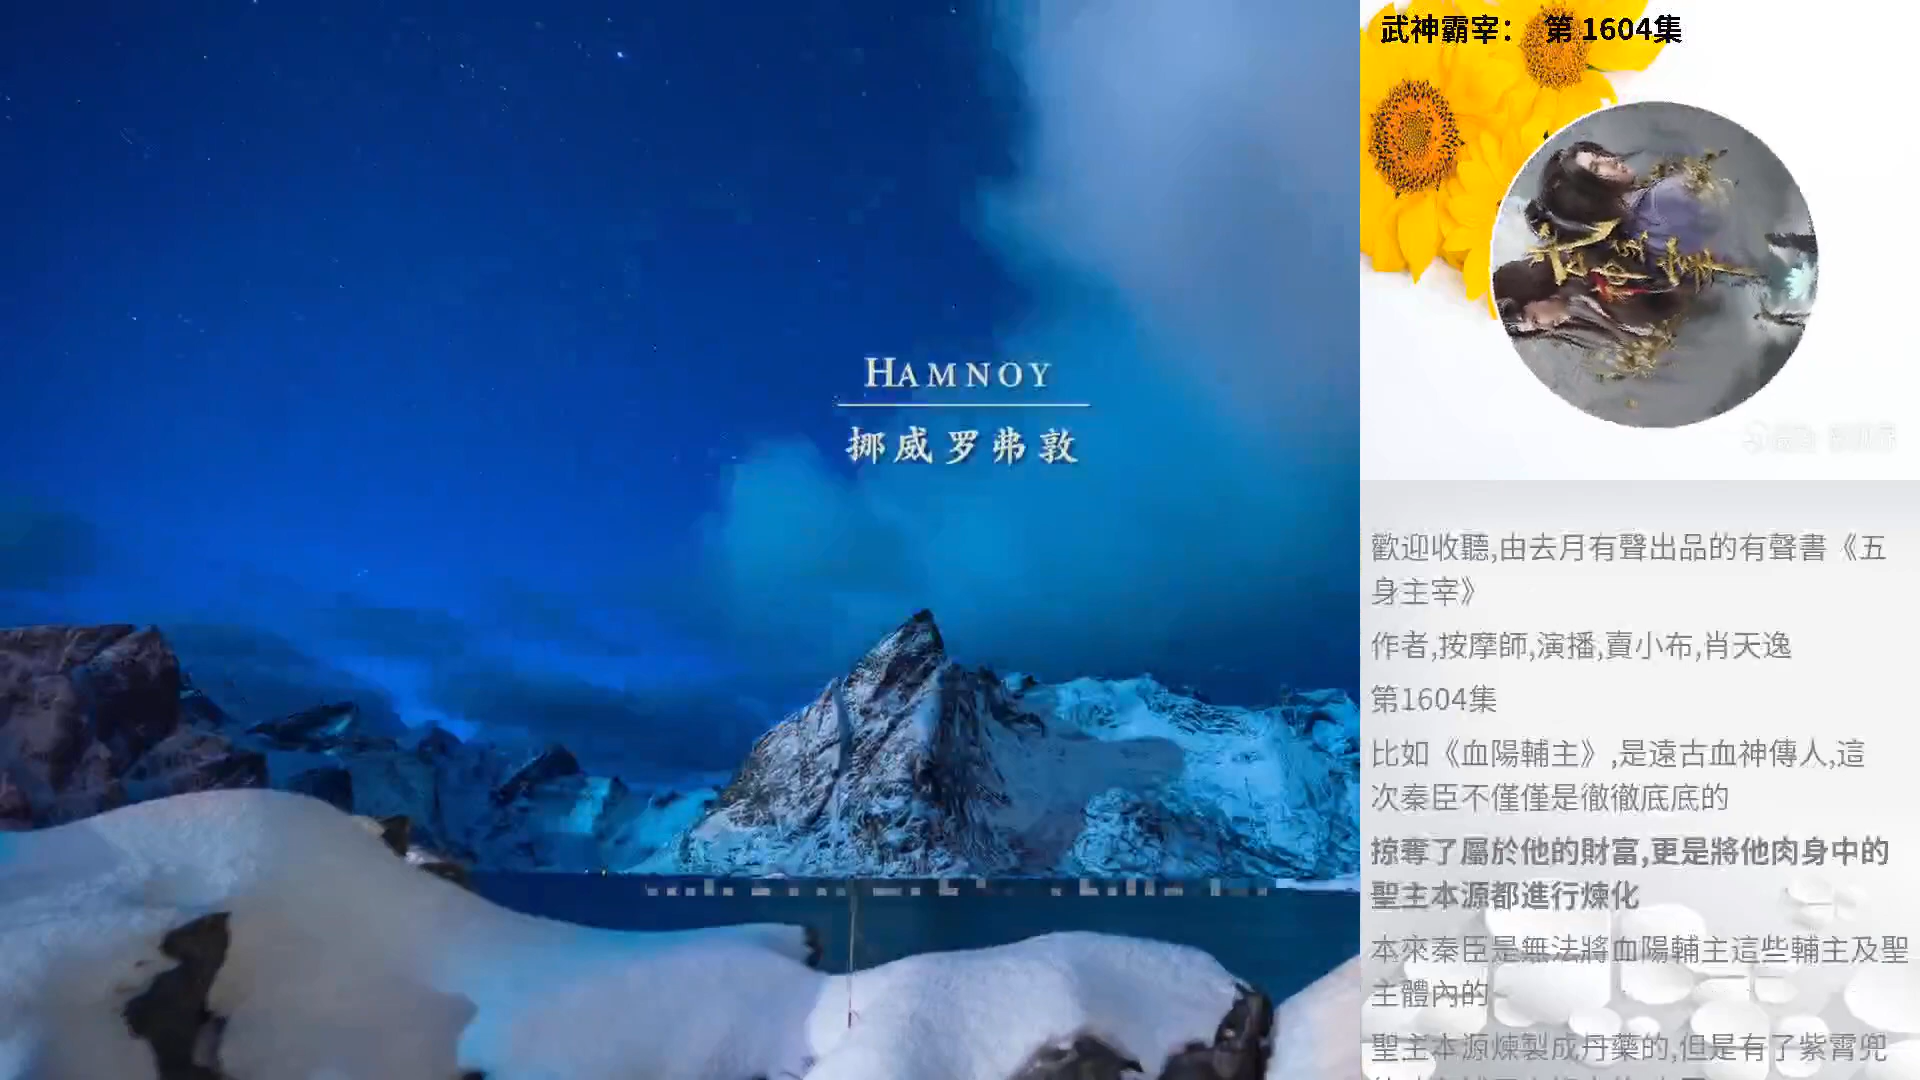 HAMNOY
挪威罗弗敦
武神霸宰： 第 1604集
歡迎收聽,由去月有聲出品的有聲書《五
身主宰》
作者,按摩師,演播,賣小布,肖天逸
第1604集
比如《血陽輔主》,是遠古血神傳人,這
次秦臣不僅僅是徹徹底底的
掠奪了屬於他的財富,更是將他肉身中的
聖主本源都進行煉化
本來秦臣是無法將血陽輔主這些輔主及聖
主體內的
聖主本源煉製成丹藥的,但是有了紫霄兜